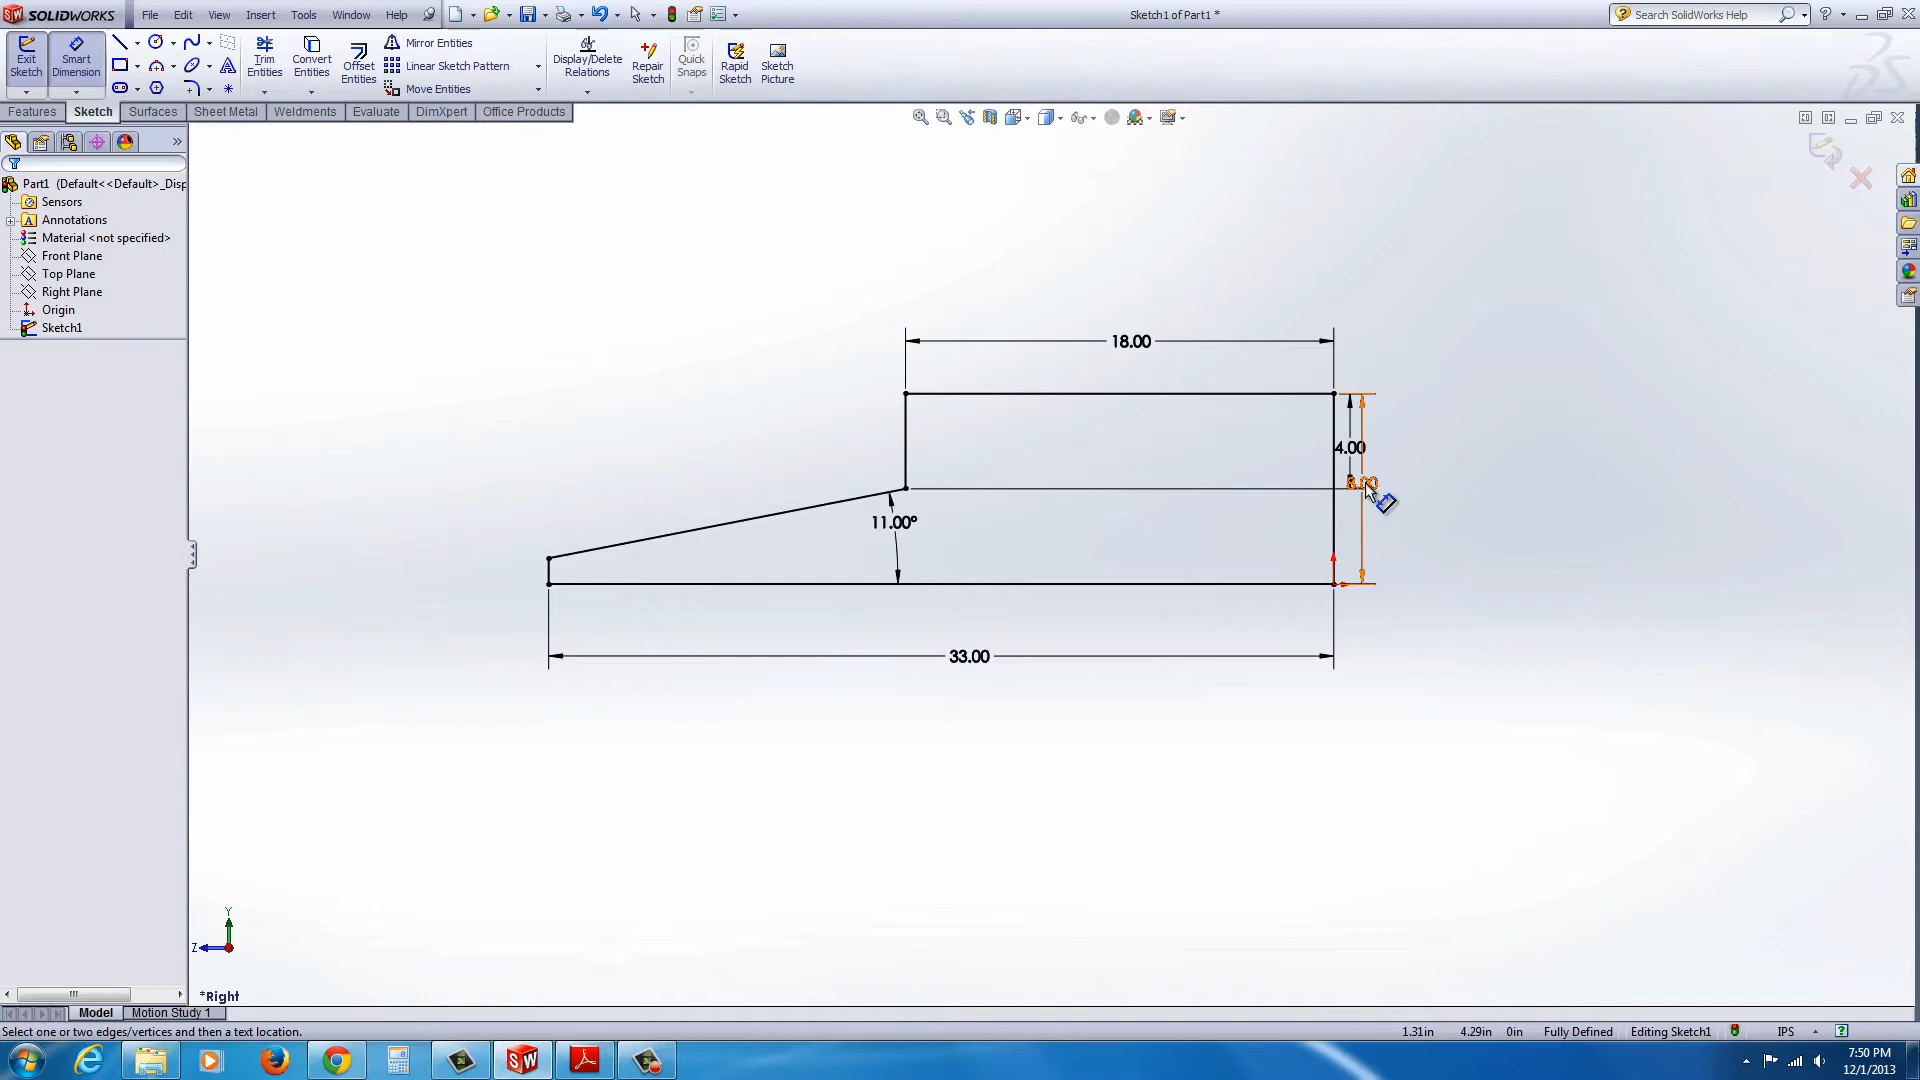 SOLIDWORKS File Edit View Insert Tools Window Help Sketch1 of Part1 * Search SolidWorks Help
Exit Sketch
Smart Dimension
Trim Entities
Convert Entities
Offset Entities
Mirror Entities
Linear Sketch Pattern
Move Entities
Display/Delete Relations
Repair Sketch
Quick Snaps
Rapid Sketch
Sketch Picture
Features Sketch Surfaces Sheet Metal Weldments Evaluate DimXpert Office Products
Part1 (Default<<Default>_Disp
Sensors
Annotations
Material <not specified>
Front Plane
Top Plane
Right Plane
Origin
Sketch1
18.00
4.00
8.00
11.00°
33.00
Y
Z
*Right
Model Motion Study 1
Select one or two edges/vertices and then a text location. 1.31in 4.29in 0in Fully Defined Editing Sketch1 IPS
7:50 PM
12/1/2013